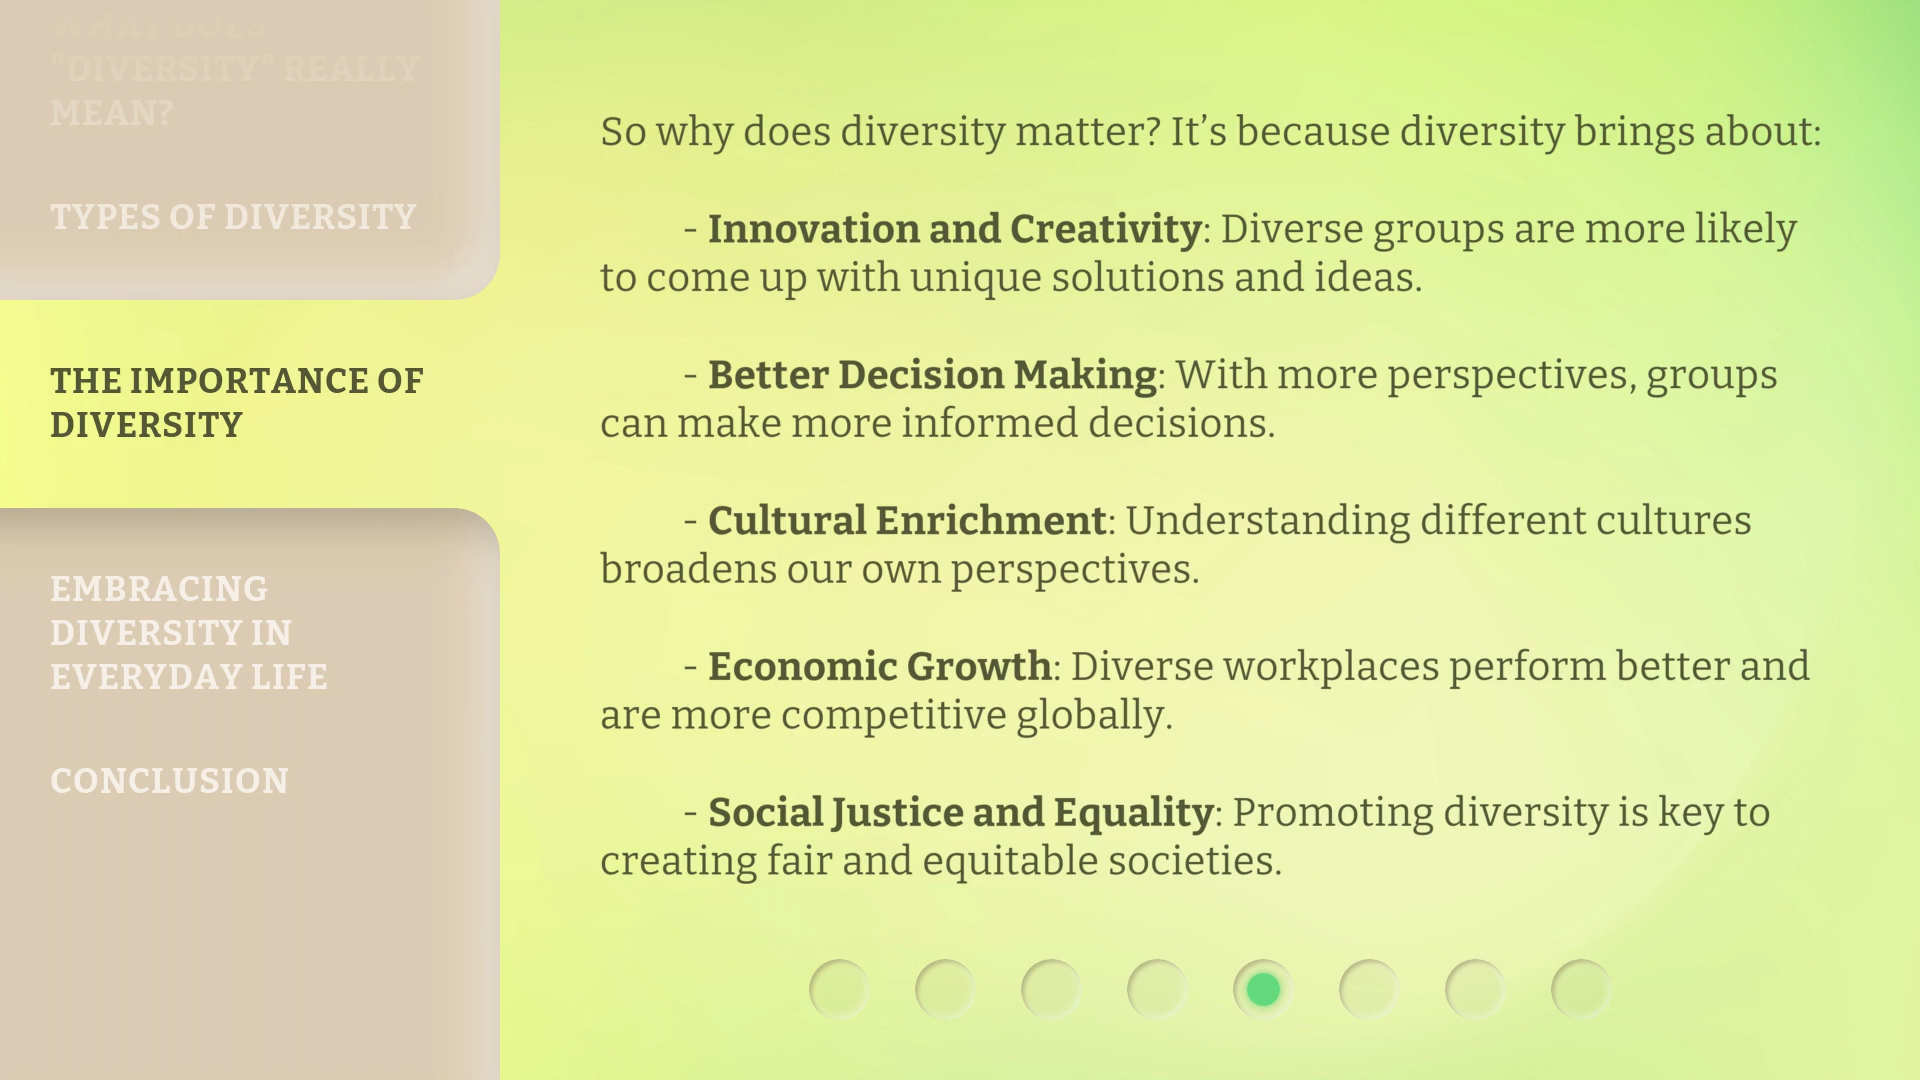 WHAT DOES
"DIVERSITY" REALLY
MEAN?
TYPES OF DIVERSITY
THE IMPORTANCE OF
DIVERSITY
EMBRACING
DIVERSITY IN
EVERYDAY LIFE
CONCLUSION
So why does diversity matter? It’s because diversity brings about:
- Innovation and Creativity: Diverse groups are more likely
to come up with unique solutions and ideas.
- Better Decision Making: With more perspectives, groups
can make more informed decisions.
- Cultural Enrichment: Understanding different cultures
broadens our own perspectives.
- Economic Growth: Diverse workplaces perform better and
are more competitive globally.
- Social Justice and Equality: Promoting diversity is key to
creating fair and equitable societies.